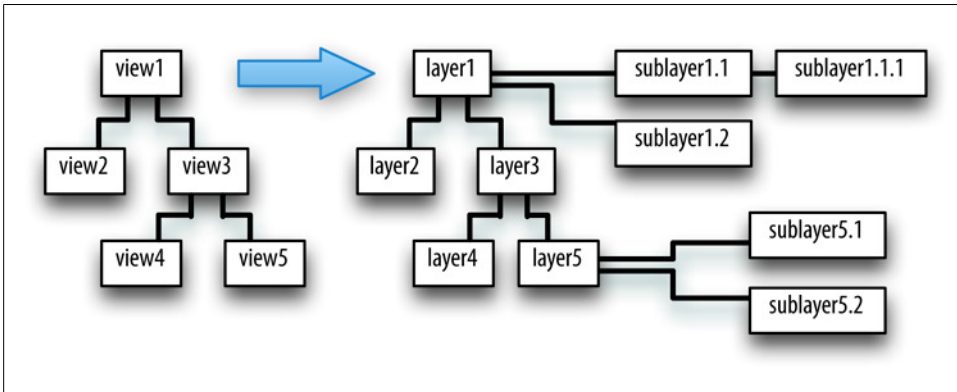 view1
layer1
sublayer1.1
sublayer1.1.1
sublayer1.2
view2
view3
layer2
layer3
view4
view5
layer4
layer5
sublayer5.1
sublayer5.2